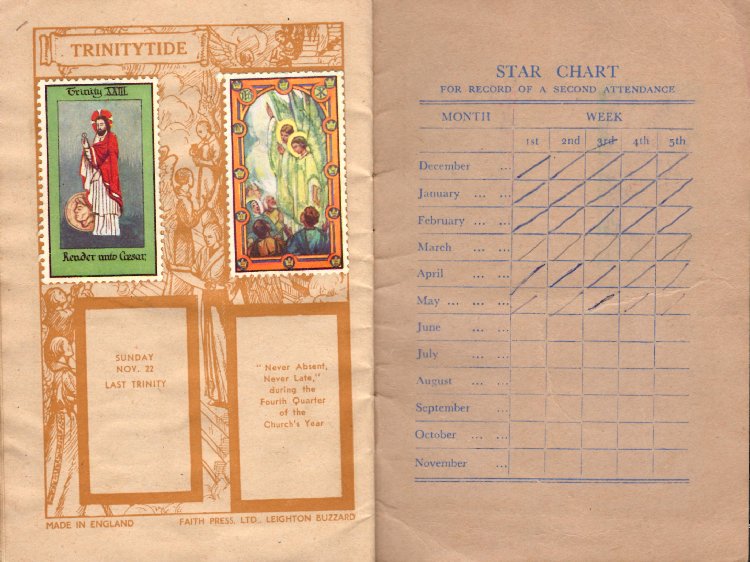 TRINITYTIDE
Trinity XXIII.
Render unto Cæsar,
SUNDAY
NOV. 22
LAST TRINITY
"Never Absent,
Never Late,"
during the
Fourth Quarter
of the
Church's Year
MADE IN ENGLAND
FAITH PRESS, LTD., LEIGHTON BUZZARD
STAR CHART
FOR RECORD OF A SECOND ATTENDANCE
MONTH WEEK
1st 2nd 3rd 4th 5th
December ...
January ... ...
February ... ...
March ... ...
April ... ...
May ... ... ...
June ... ...
July ... ...
August ... ...
September ...
October ... ...
November ...